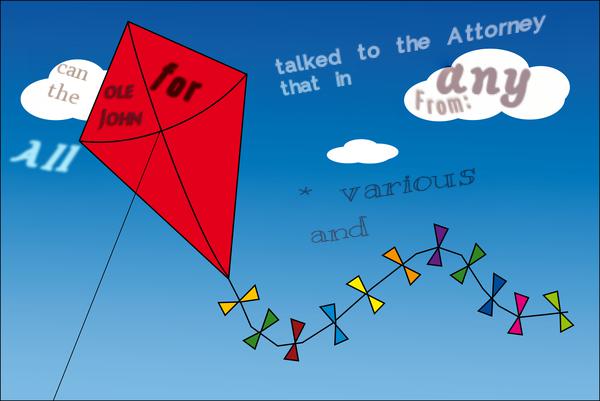 can
the
OLE
JOHN
for
talked to the Attorney
that in
any
From:
All
* various
and